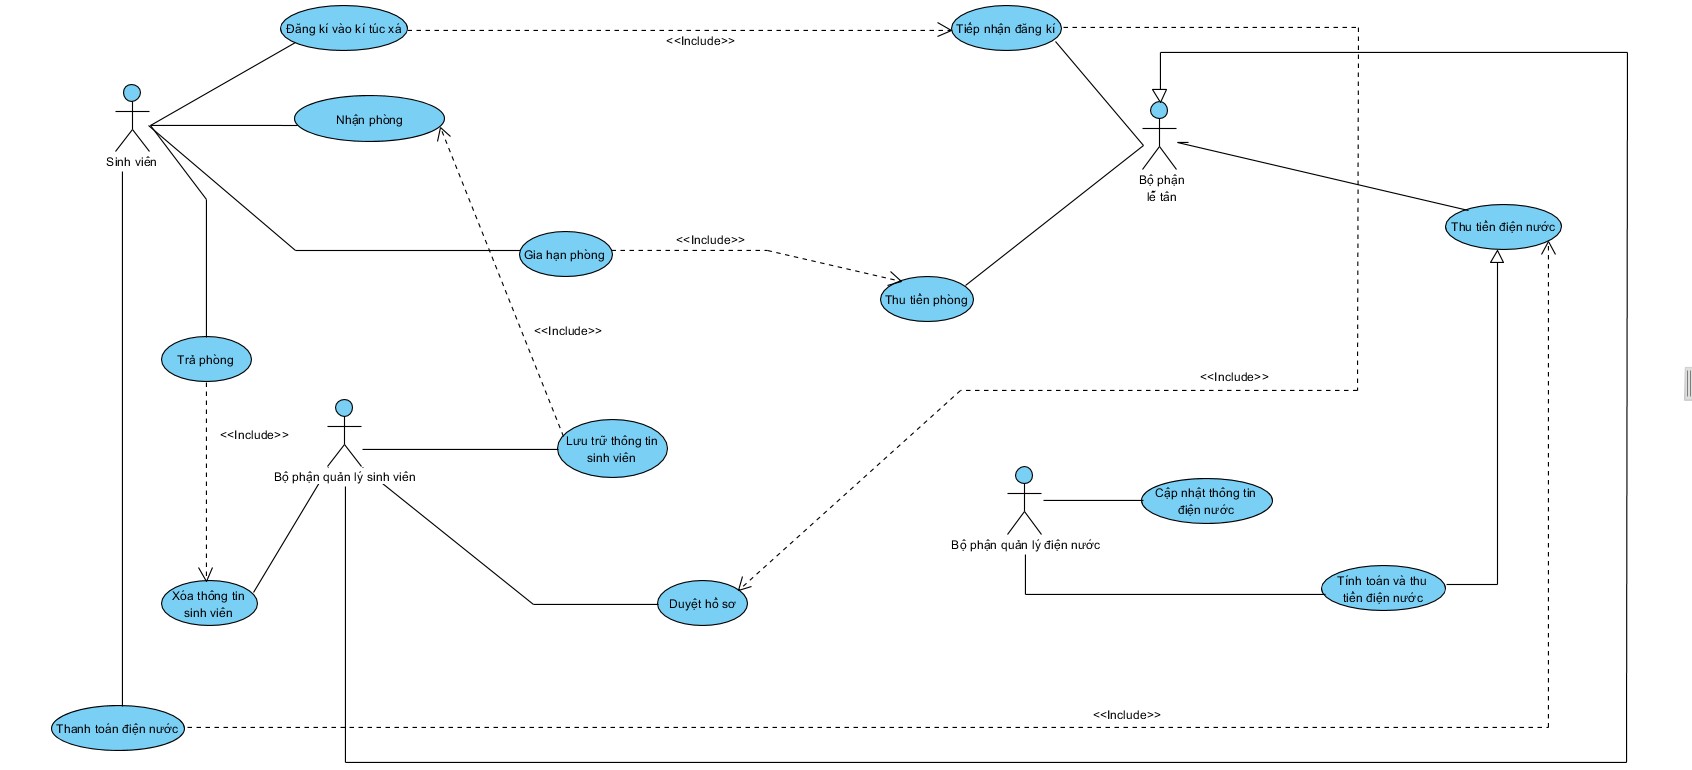 Đăng kí vào kí túc xá
<<Include>>
Tiếp nhận đăng kí
Nhận phòng
Sinh viên
Bộ phận
lễ tân
Thu tiền điện nước
<<Include>>
Gia hạn phòng
Thu tiền phòng
<<Include>>
Trả phòng
<<Include>>
<<Include>>
Lưu trữ thông tin
sinh viên
Bộ phận quản lý sinh viên
Cập nhật thông tin
điện nước
Bộ phận quản lý điện nước
Tính toán và thu
tiền điện nước
Xóa thông tin
sinh viên
Duyệt hồ sơ
<<Include>>
Thanh toán điện nước